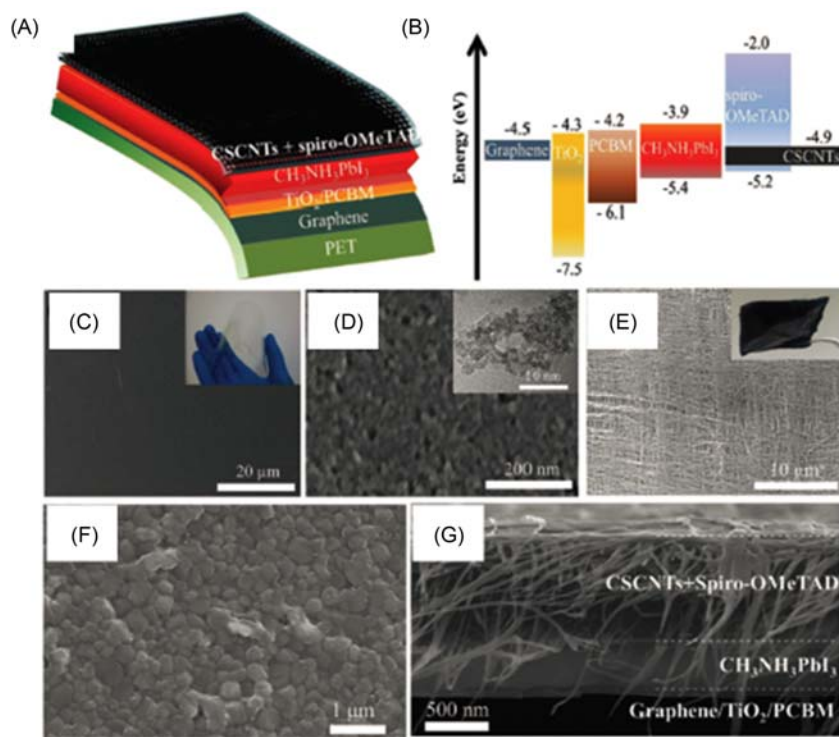 (A)
CSCNTs + spiro-OMeTAD
CH₃NH₃PbI₃
TiO₂/PCBM
Graphene
PET
(B)
Energy (eV)
-2.0
spiro-
OMeTAD
-3.9
-4.5
-4.3
-4.2
-4.9
Graphene
TiO₂
PCBM
CH₃NH₃PbI₃
CSCNTs
-5.4
-5.2
-6.1
-7.5
(C)
20 μm
(D)
10 nm
200 nm
(E)
10 μm
(F)
1 μm
(G)
CSCNTs+Spiro-OMeTAD
CH₃NH₃PbI₃
500 nm
Graphene/TiO₂/PCBM